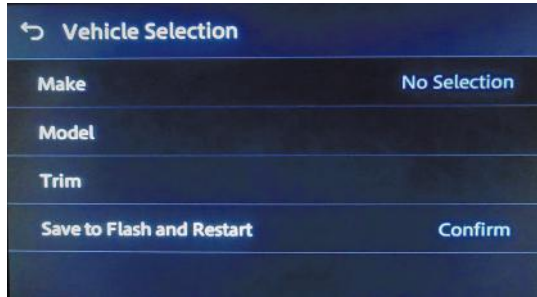 Vehicle Selection
Make No Selection
Model
Trim
Save to Flash and Restart Confirm